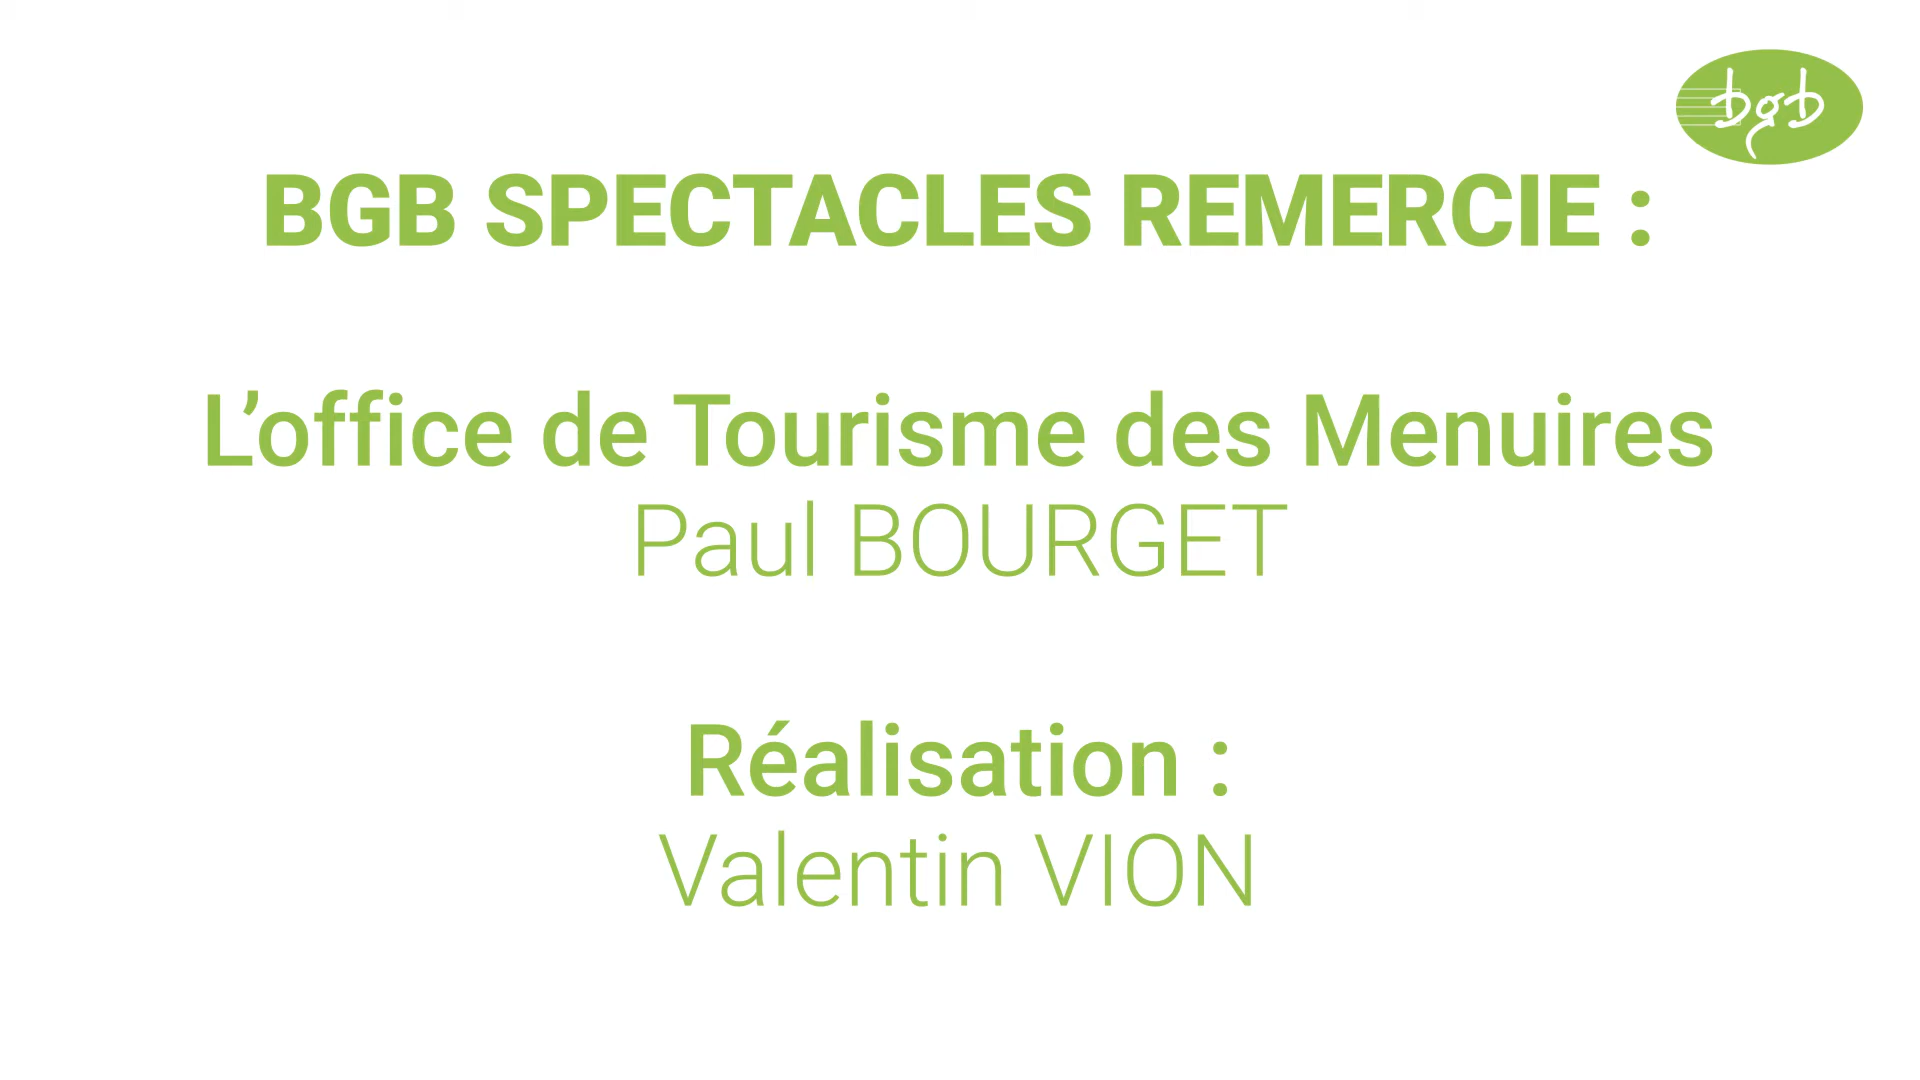 bgb
BGB SPECTACLES REMERCIE :
L’office de Tourisme des Menuires
Paul BOURGET
Réalisation :
Valentin VION